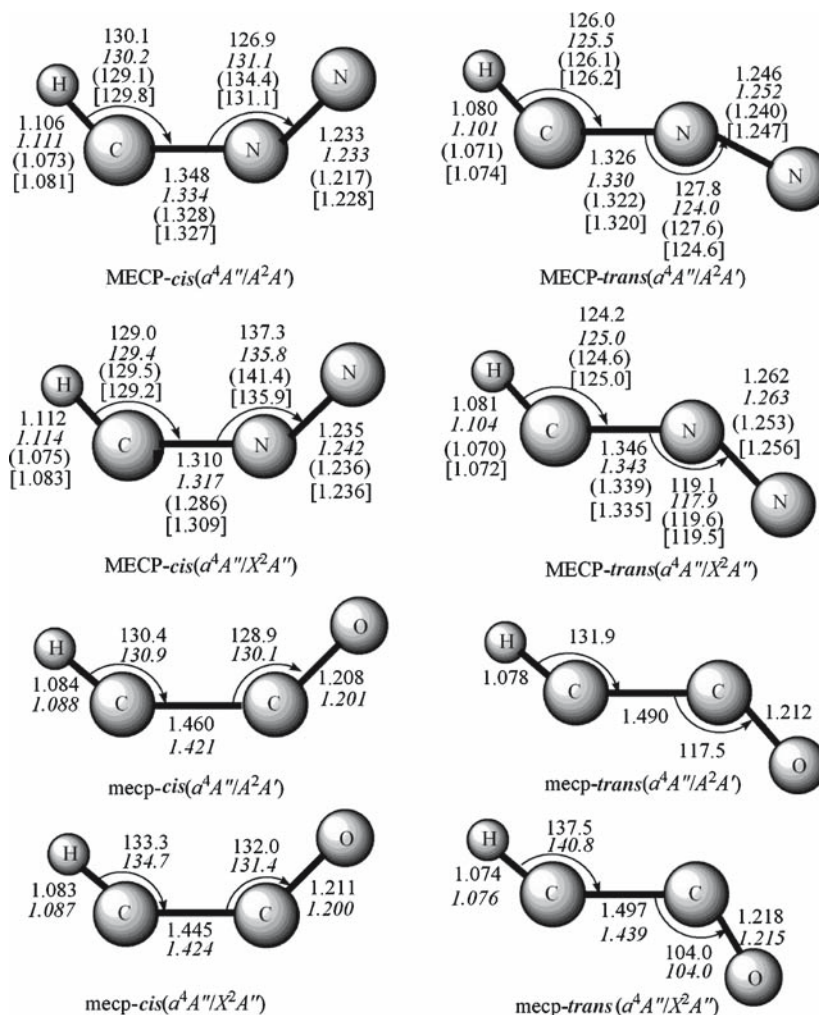 130.1
130.2
(129.1)
[129.8]
126.9
131.1
(134.4)
[131.1]
H
N
1.106
1.111
(1.073)
[1.081]
C
N
1.233
1.233
(1.217)
[1.228]
1.348
1.334
(1.328)
[1.327]
MECP-cis(a⁴A″/A²A′)
126.0
125.5
(126.1)
[126.2]
H
1.246
1.252
(1.240)
[1.247]
1.080
1.101
(1.071)
[1.074]
C
N
N
1.326
1.330
(1.322)
[1.320]
127.8
124.0
(127.6)
[124.6]
MECP-trans(a⁴A″/A²A′)
129.0
129.4
(129.5)
[129.2]
137.3
135.8
(141.4)
[135.9]
H
N
1.112
1.114
(1.075)
[1.083]
C
N
1.235
1.242
(1.236)
[1.236]
1.310
1.317
(1.286)
[1.309]
MECP-cis(a⁴A″/X²A″)
124.2
125.0
(124.6)
[125.0]
H
1.262
1.263
(1.253)
[1.256]
1.081
1.104
(1.070)
[1.072]
C
N
N
1.346
1.343
(1.339)
[1.335]
119.1
117.9
(119.6)
[119.5]
MECP-trans(a⁴A″/X²A″)
130.4
130.9
128.9
130.1
H
O
1.084
1.088
C
C
1.208
1.201
1.460
1.421
mecp-cis(a⁴A″/A²A′)
131.9
H
1.078
C
C
1.490
1.212
117.5
O
mecp-trans(a⁴A″/A²A′)
133.3
134.7
132.0
131.4
H
O
1.083
1.087
C
C
1.211
1.200
1.445
1.424
mecp-cis(a⁴A″/X²A″)
137.5
140.8
H
1.074
1.076
C
C
1.497
1.439
1.218
1.215
104.0
104.0
O
mecp-trans(a⁴A″/X²A″)